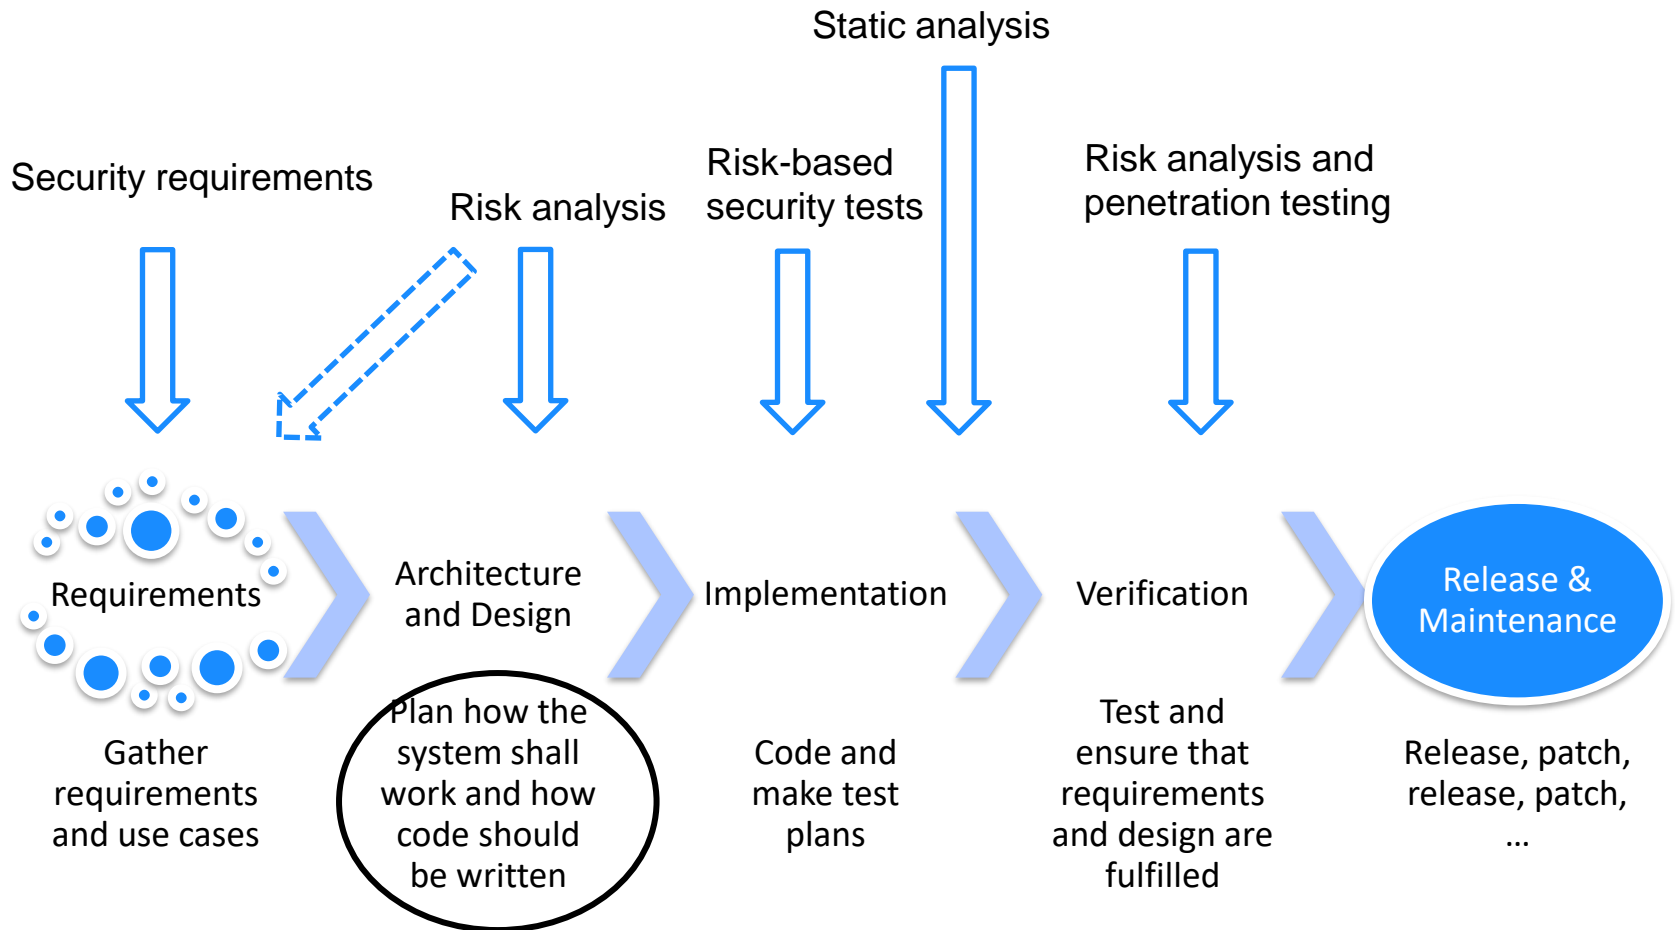 Static analysis
Security requirements
Risk analysis
Risk-based
security tests
Risk analysis and
penetration testing
Requirements
Architecture
and Design
Implementation
Verification
Release &
Maintenance
Gather
requirements
and use cases
Plan how the
system shall
work and how
code should
be written
Code and
make test
plans
Test and
ensure that
requirements
and design are
fulfilled
Release, patch,
release, patch,
...